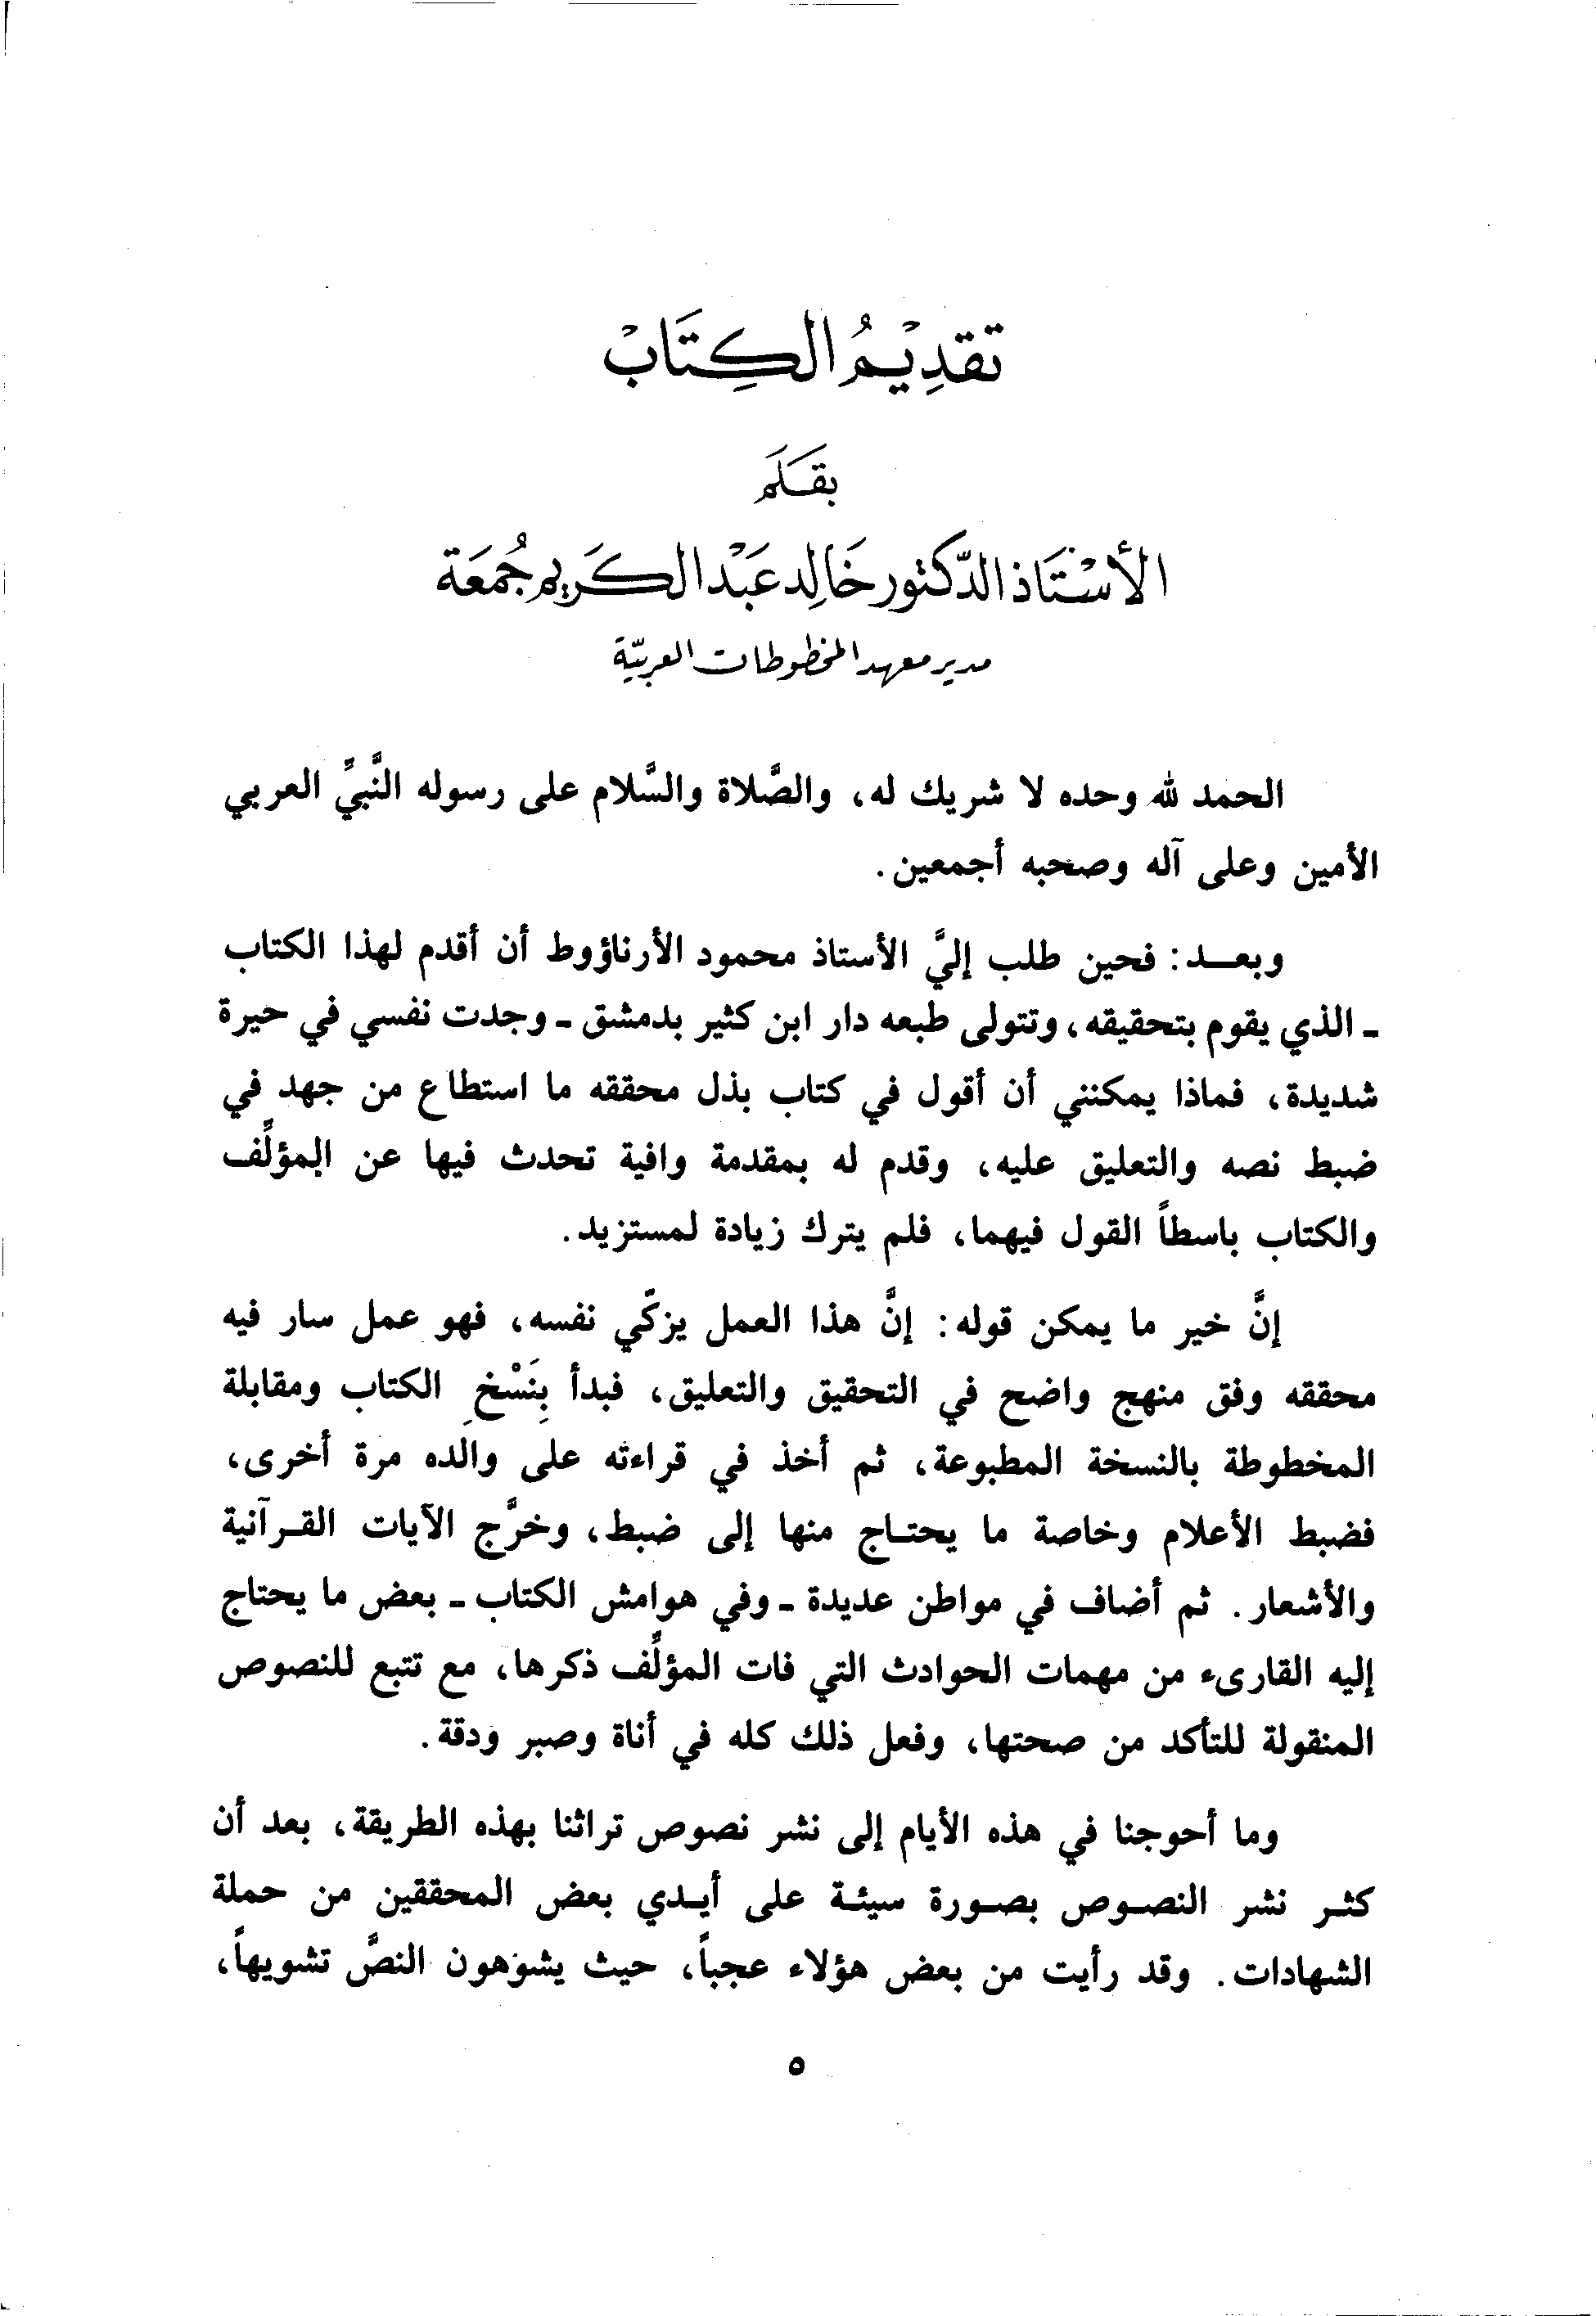 تقديم الكتاب
بقلم
الأستاذ الدكتور خالد عبد الكريم جمعة
مدير معهد المخطوطات العربية
الحمد لله وحده لا شريك له، والصَّلاة والسَّلام على رسوله النَّبيِّ العربي
الأمين وعلى آله وصحبه أجمعين.
وبعـد: فحين طلب إليَّ الأستاذ محمود الأرناؤوط أن أقدم لهذا الكتاب
ـ الذي يقوم بتحقيقه، وتتولى طبعه دار ابن كثير بدمشق ـ وجدت نفسي في حيرة
شديدة، فماذا يمكنني أن أقول في كتاب بذل محققه ما استطاع من جهد في
ضبط نصه والتعليق عليه، وقدم له بمقدمة وافية تحدث فيها عن المؤلِّف
والكتاب باسطاً القول فيهما، فلم يترك زيادة لمستزيد.
إنَّ خير ما يمكن قوله: إنَّ هذا العمل يزكّي نفسه، فهو عمل سار فيه
محققه وفق منهج واضح في التحقيق والتعليق، فبدأ بِنَسْخِ الكتاب ومقابلة
المخطوطة بالنسخة المطبوعة، ثم أخذ في قراءته على والده مرة أخرى،
فضبط الأعلام وخاصة ما يحتـاج منها إلى ضبط، وخرَّج الآيات القـرآنية
والأشعار. ثم أضاف في مواطن عديدة ـ وفي هوامش الكتاب ـ بعض ما يحتاج
إليه القارىء من مهمات الحوادث التي فات المؤلِّف ذكرها، مع تتبع للنصوص
المنقولة للتأكد من صحتها، وفعل ذلك كله في أناة وصبر ودقة.
وما أحوجنا في هذه الأيام إلى نشر نصوص تراثنا بهذه الطريقة، بعد أن
كثـر نشر النصـوص بصـورة سيئـة على أيـدي بعض المحققين من حملة
الشهادات. وقد رأيت من بعض هؤلاء عجباً، حيث يشوهون النصَّ تشويهاً،
٥